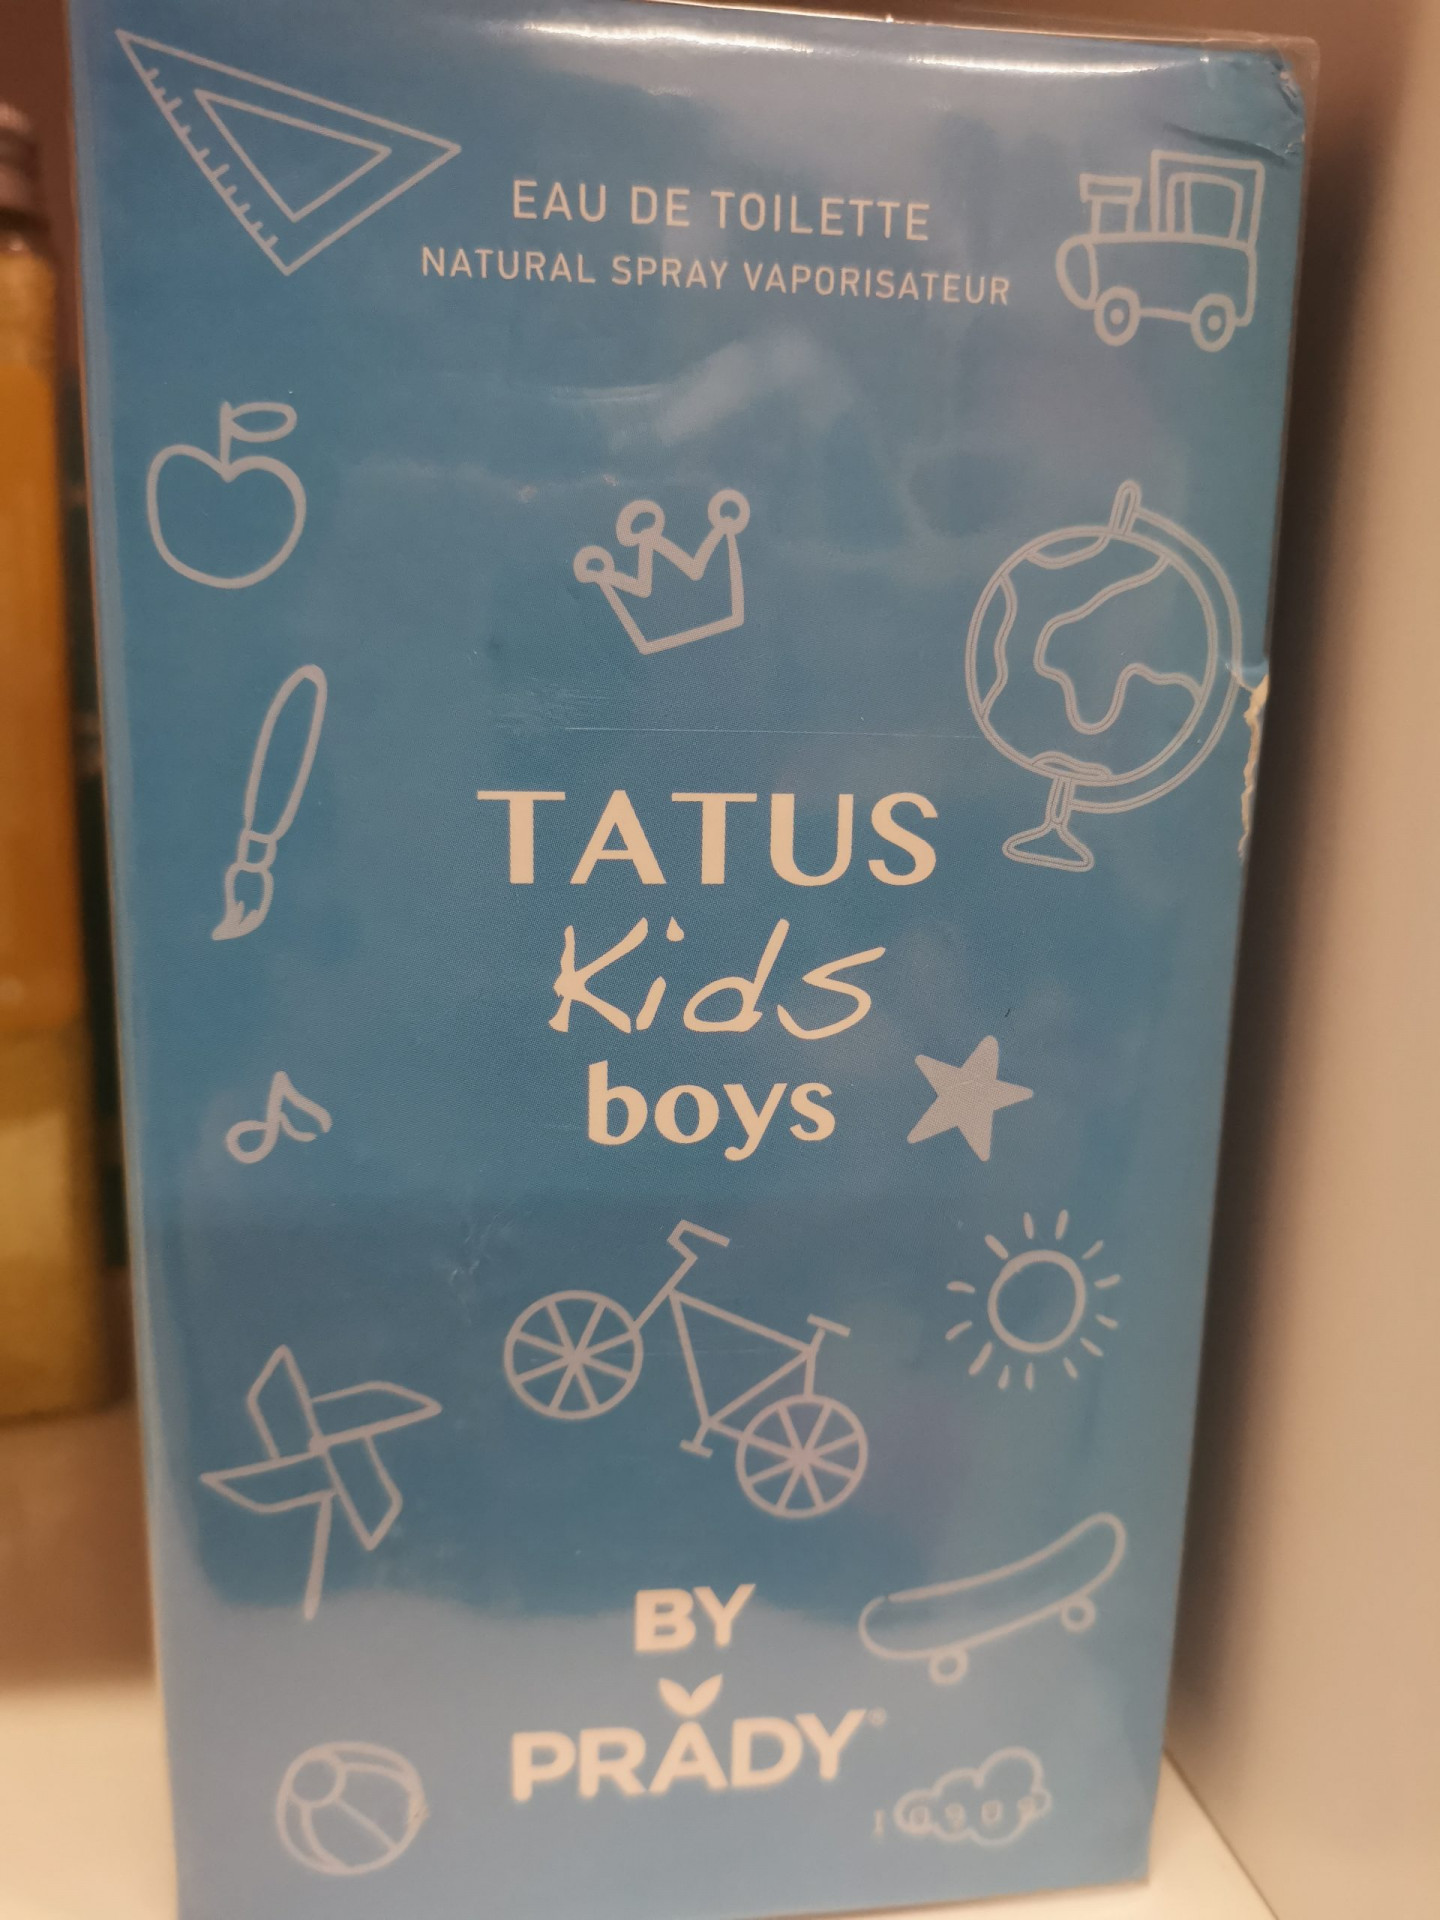 EAU DE TOILETTE
NATURAL SPRAY VAPORISATEUR
TATUS
Kids
boys
BY
PRADY®